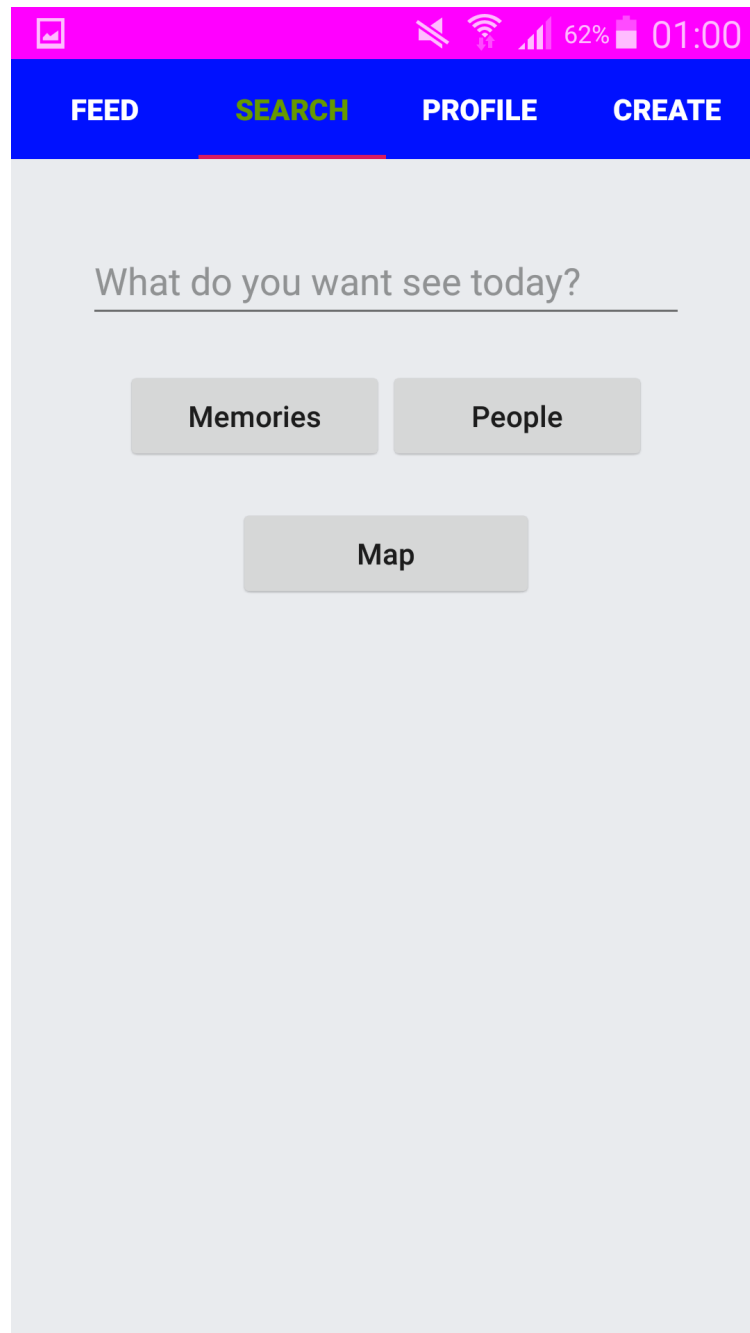 62% 01:00
FEED SEARCH PROFILE CREATE
What do you want see today?
Memories People
Map